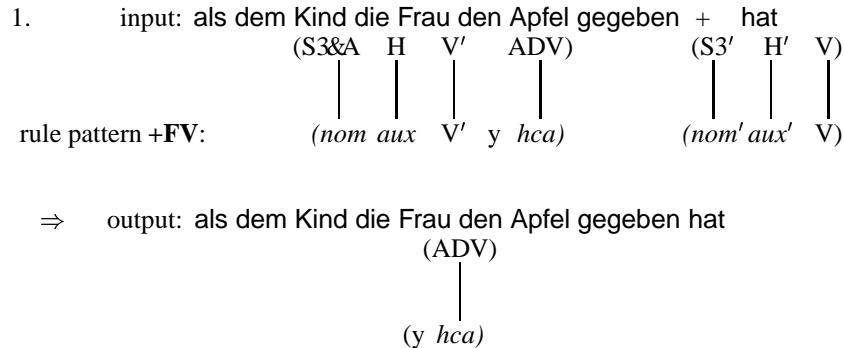 1. input: als dem Kind die Frau den Apfel gegeben + hat
(S3&A H V′ ADV) (S3′ H′ V)
rule pattern +FV: (nom aux V′ y hca) (nom′ aux′ V)
⇒ output: als dem Kind die Frau den Apfel gegeben hat
(ADV)
(y hca)